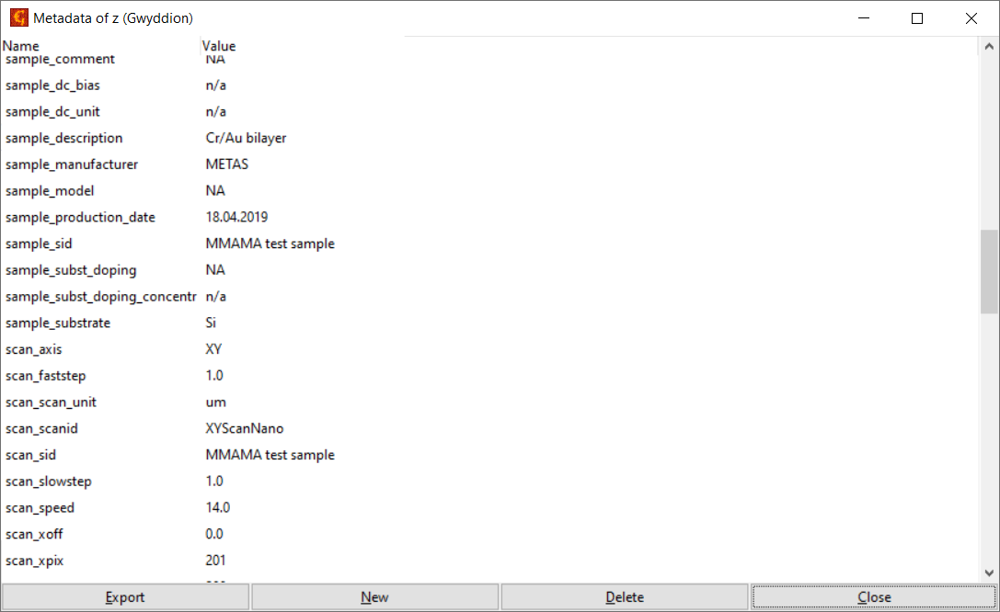 Metadata of z (Gwyddion)
Name Value
sample_comment NA
sample_dc_bias n/a
sample_dc_unit n/a
sample_description Cr/Au bilayer
sample_manufacturer METAS
sample_model NA
sample_production_date 18.04.2019
sample_sid MMAMA test sample
sample_subst_doping NA
sample_subst_doping_concentr n/a
sample_substrate Si
scan_axis XY
scan_faststep 1.0
scan_scan_unit um
scan_scanid XYScanNano
scan_sid MMAMA test sample
scan_slowstep 1.0
scan_speed 14.0
scan_xoff 0.0
scan_xpix 201
Export New Delete Close